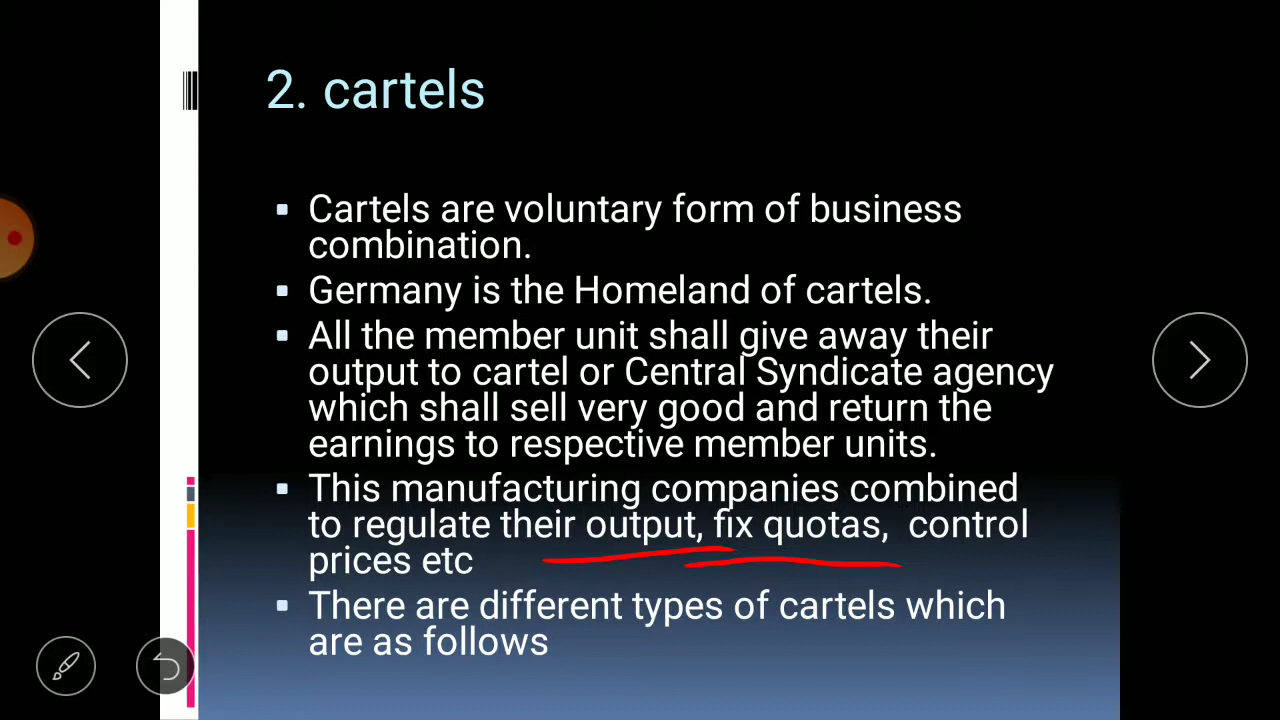 2. cartels
Cartels are voluntary form of business
combination.
Germany is the Homeland of cartels.
All the member unit shall give away their
output to cartel or Central Syndicate agency
which shall sell very good and return the
earnings to respective member units.
This manufacturing companies combined
to regulate their output, fix quotas, control
prices etc
There are different types of cartels which
are as follows